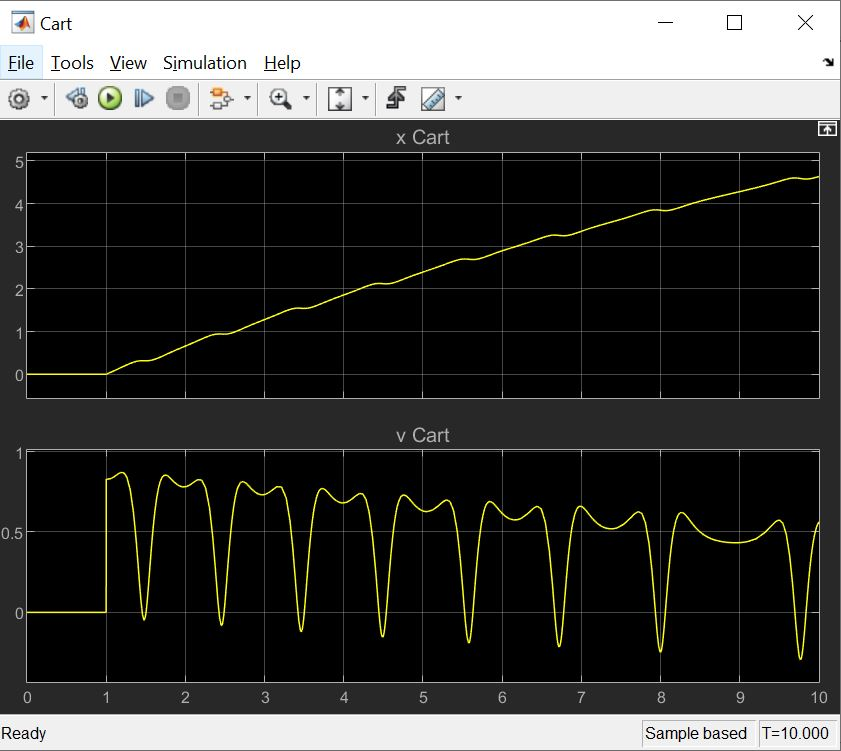 Cart
File Tools View Simulation Help
x Cart
5
4
3
2
1
0
v Cart
1
0.5
0
0 1 2 3 4 5 6 7 8 9 10
Ready Sample based T=10.000